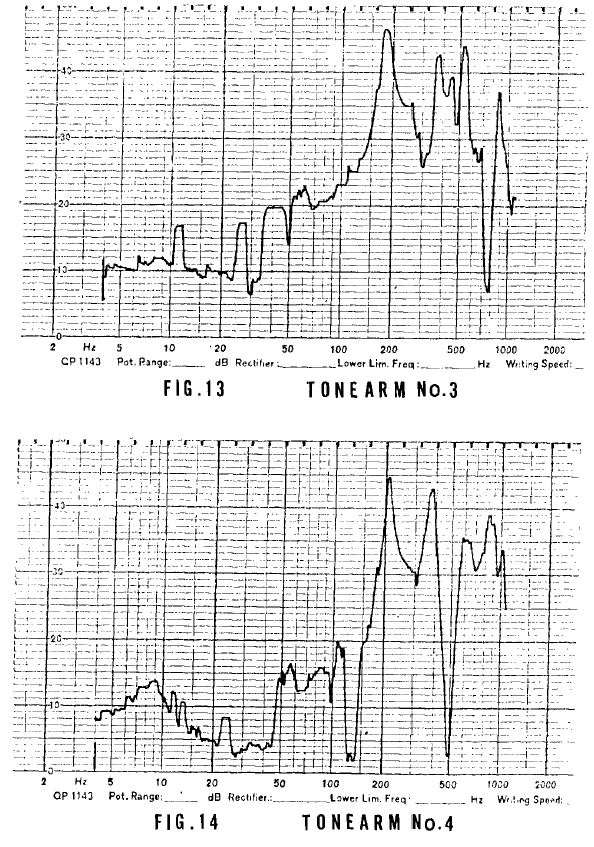 40
30
20
10
0
2 Hz 5 10 20 50 100 200 500 1000 2000
QP 1143 Pot. Range: dB Rectifier: Lower Lim. Freq.: Hz Writing Speed:
FIG.13 TONEARM No.3
40
30
20
10
0
2 Hz 5 10 20 50 100 200 500 1000 2000
QP 1143 Pot. Range: dB Rectifier: Lower Lim. Freq: Hz Writing Speed:
FIG.14 TONEARM No.4